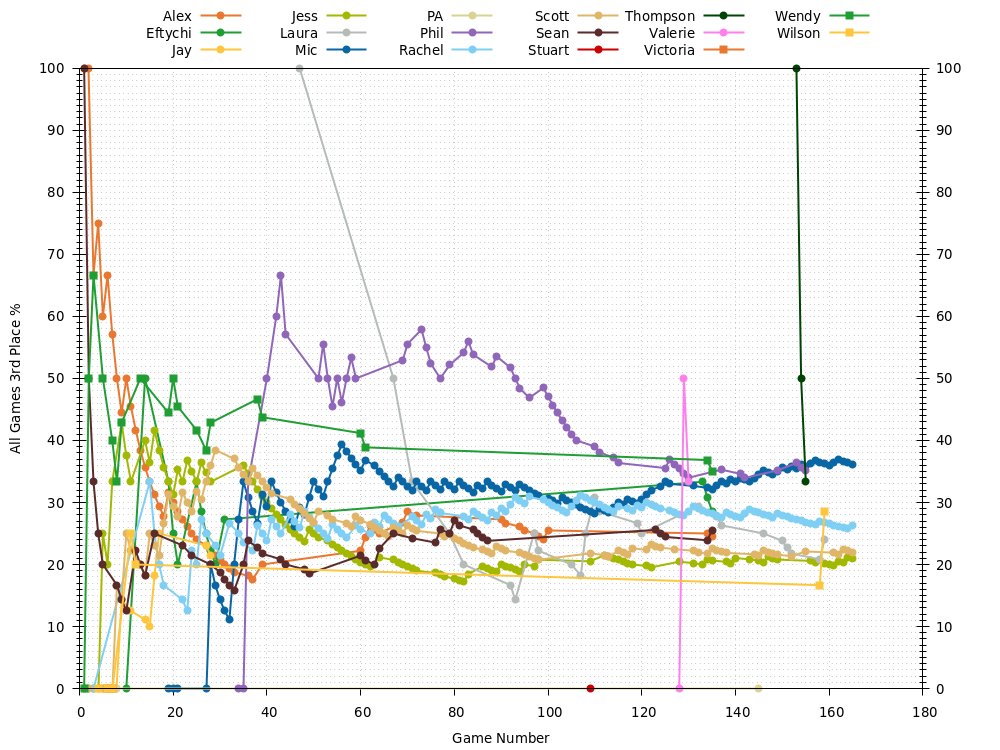 Alex Jess PA Scott Thompson Wendy
Eftychi Laura Phil Sean Valerie Wilson
Jay Mic Rachel Stuart Victoria
100 100
90 90
80 80
70 70
60 60
50 50
40 40
30 30
20 20
10 10
0 0
0 20 40 60 80 100 120 140 160 180
All Games 3rd Place %
Game Number